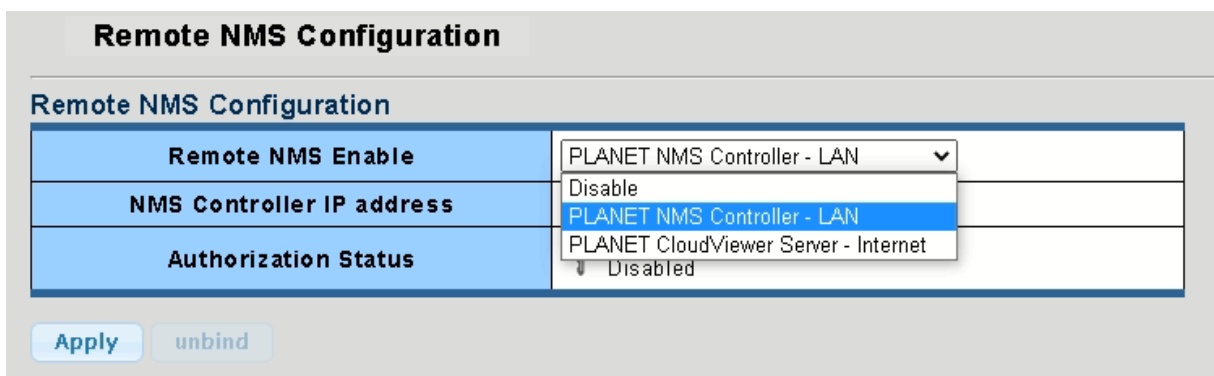 Remote NMS Configuration
Remote NMS Configuration
Remote NMS Enable PLANET NMS Controller - LAN
Disable
NMS Controller IP address PLANET NMS Controller - LAN
PLANET CloudViewer Server - Internet
Authorization Status Disabled
Apply unbind